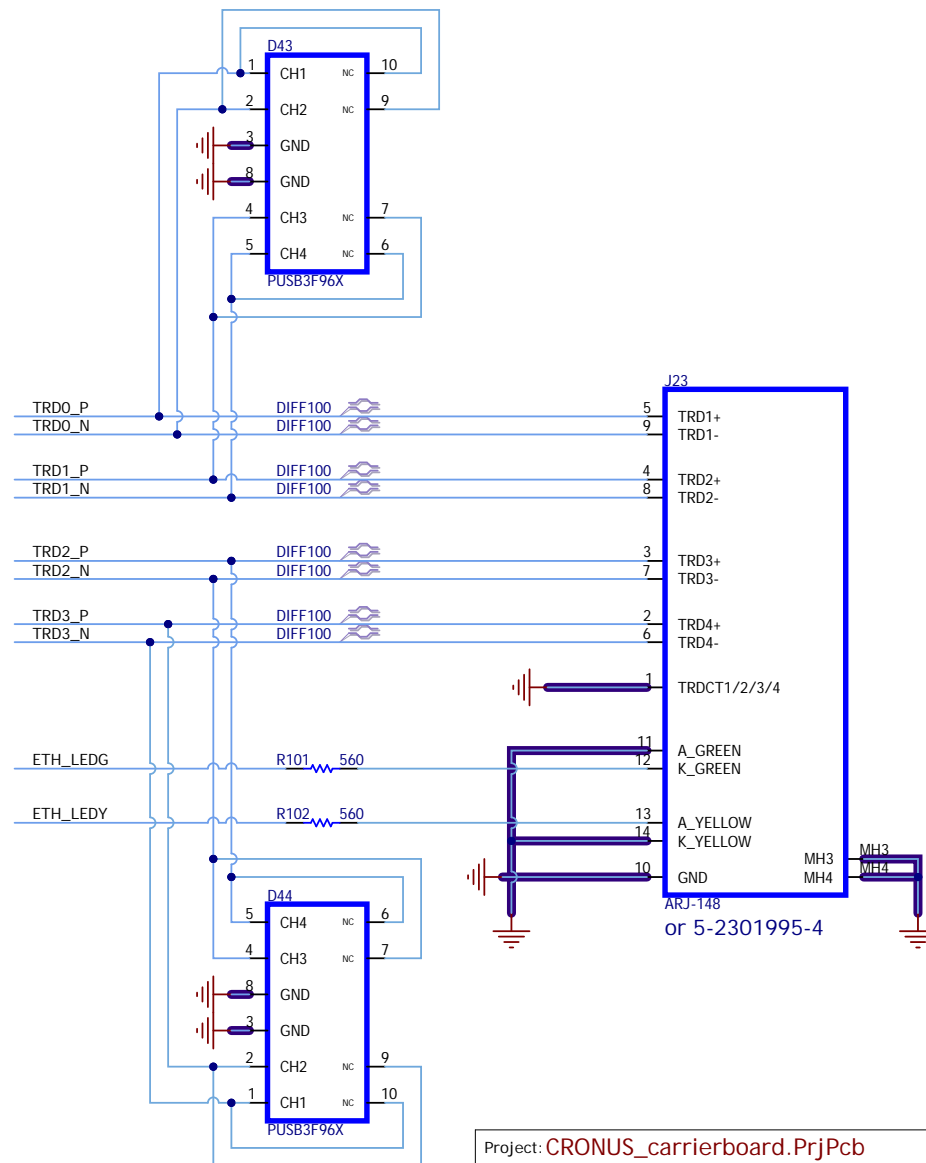 D43
1 CH1 NC 10
2 CH2 NC 9
3 GND
8 GND
4 CH3 NC 7
5 CH4 NC 6
PUSB3F96X
J23
TRD0_P DIFF100 5 TRD1+
TRD0_N DIFF100 9 TRD1-
TRD1_P DIFF100 4 TRD2+
TRD1_N DIFF100 8 TRD2-
TRD2_P DIFF100 3 TRD3+
TRD2_N DIFF100 7 TRD3-
TRD3_P DIFF100 2 TRD4+
TRD3_N DIFF100 6 TRD4-
1 TRDCT1/2/3/4
11 A_GREEN
ETH_LEDG R101 560 12 K_GREEN
ETH_LEDY R102 560 13 A_YELLOW
14 K_YELLOW
MH3 MH3
10 GND MH4 MH4
ARJ-148
or 5-2301995-4
D44
5 CH4 NC 6
4 CH3 NC 7
8 GND
3 GND
2 CH2 NC 9
1 CH1 NC 10
PUSB3F96X
Project: CRONUS_carrierboard.PrjPcb